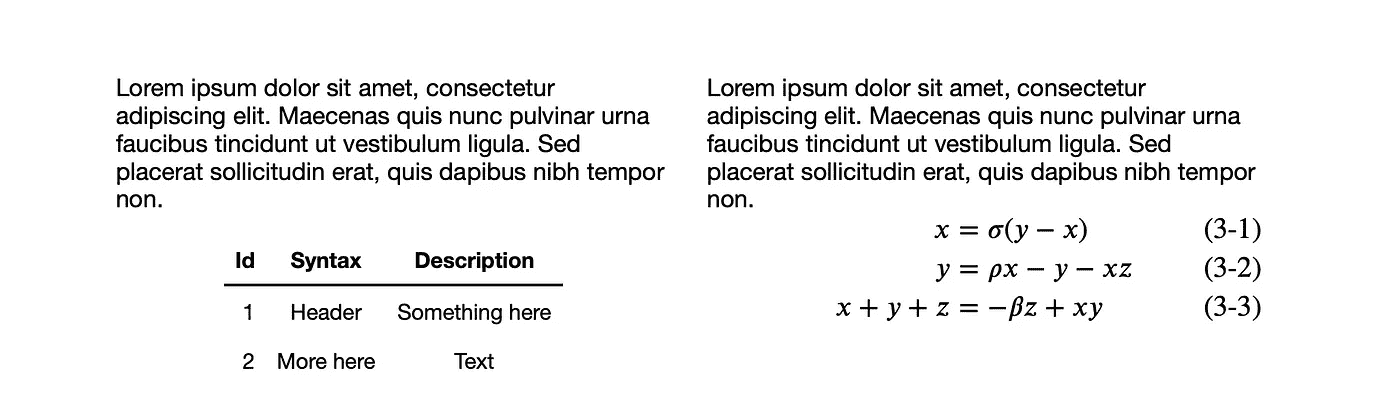 Lorem ipsum dolor sit amet, consectetur
adipiscing elit. Maecenas quis nunc pulvinar urna
faucibus tincidunt ut vestibulum ligula. Sed
placerat sollicitudin erat, quis dapibus nibh tempor
non.
Id Syntax Description
1 Header Something here
2 More here Text
Lorem ipsum dolor sit amet, consectetur
adipiscing elit. Maecenas quis nunc pulvinar urna
faucibus tincidunt ut vestibulum ligula. Sed
placerat sollicitudin erat, quis dapibus nibh tempor
non.
x = σ(y − x) (3-1)
y = ρx − y − xz (3-2)
x + y + z = −βz + xy (3-3)